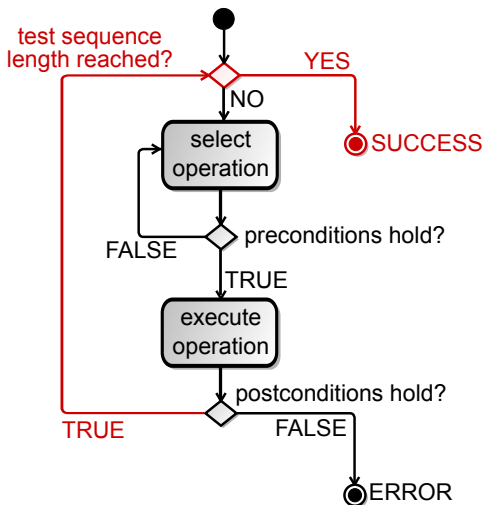 test sequence
length reached?
YES
NO
SUCCESS
select
operation
preconditions hold?
FALSE
TRUE
execute
operation
postconditions hold?
TRUE
FALSE
ERROR